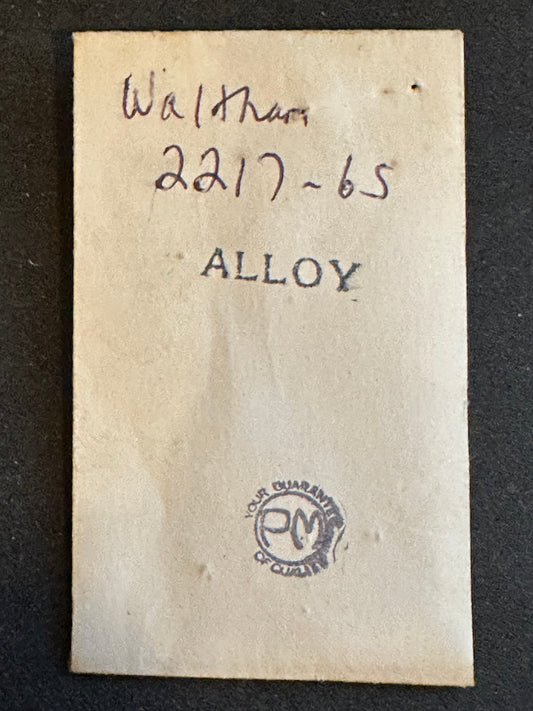 Waltham
2217-65
ALLOY
YOUR GUARANTEE
PM
OF QUALITY